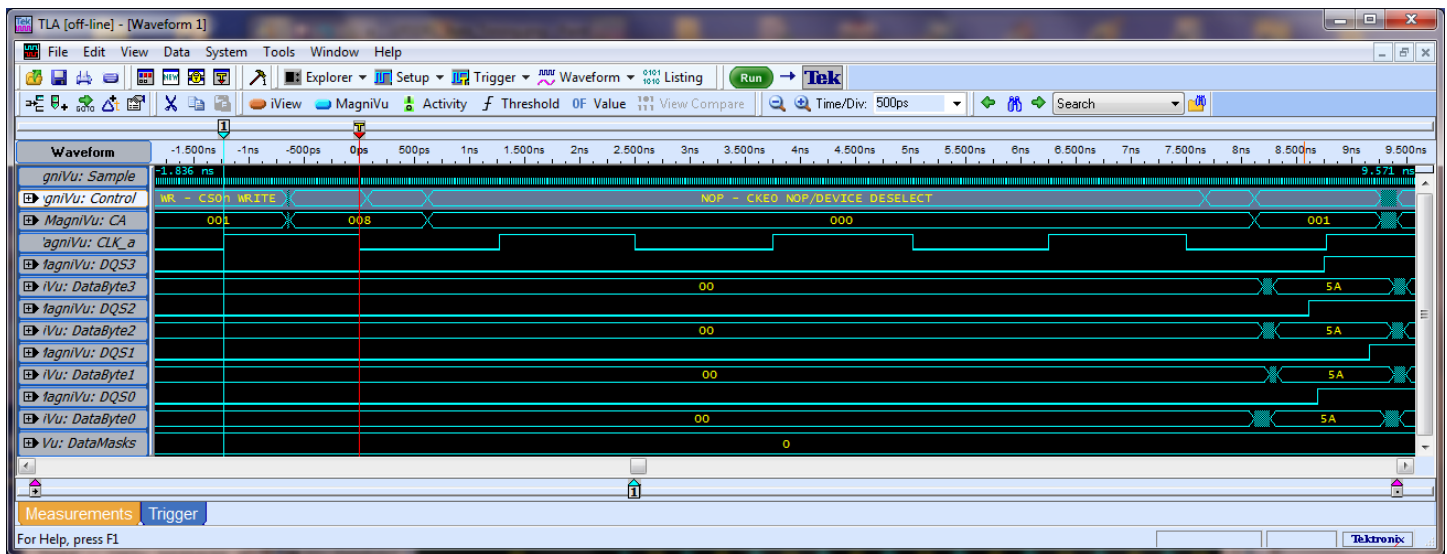 TLA [off-line] - [Waveform 1]
File Edit View Data System Tools Window Help
Explorer Setup Trigger Waveform Listing Run Tek
iView MagniVu Activity Threshold 0F Value View Compare Time/Div: 500ps Search
1 T
Waveform -1.500ns -1ns -500ps 0ps 500ps 1ns 1.500ns 2ns 2.500ns 3ns 3.500ns 4ns 4.500ns 5ns 5.500ns 6ns 6.500ns 7ns 7.500ns 8ns 8.500ns 9ns 9.500ns
gniVu: Sample -1.836 ns 9.571 ns
gniVu: Control WR - CS0n WRITE NOP - CKE0 NOP/DEVICE DESELECT
MagniVu: CA 001 008 000 001
agniVu: CLK_a
MagniVu: DQS3
iVu: DataByte3 00 5A
MagniVu: DQS2
iVu: DataByte2 00 5A
MagniVu: DQS1
iVu: DataByte1 00 5A
MagniVu: DQS0
iVu: DataByte0 00 5A
Vu: DataMasks 0
1
Measurements Trigger
For Help, press F1 Tektronix